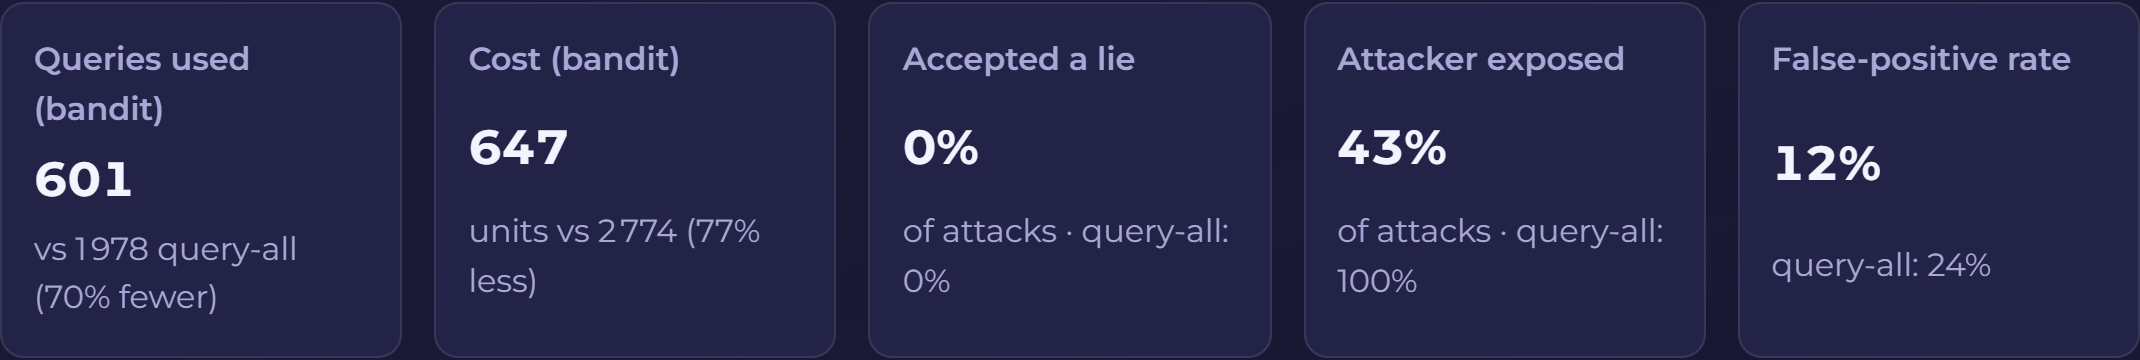 Queries used
(bandit)
601
vs 1978 query-all
(70% fewer)
Cost (bandit)
647
units vs 2 774 (77%
less)
Accepted a lie
0%
of attacks · query-all:
0%
Attacker exposed
43%
of attacks · query-all:
100%
False-positive rate
12%
query-all: 24%